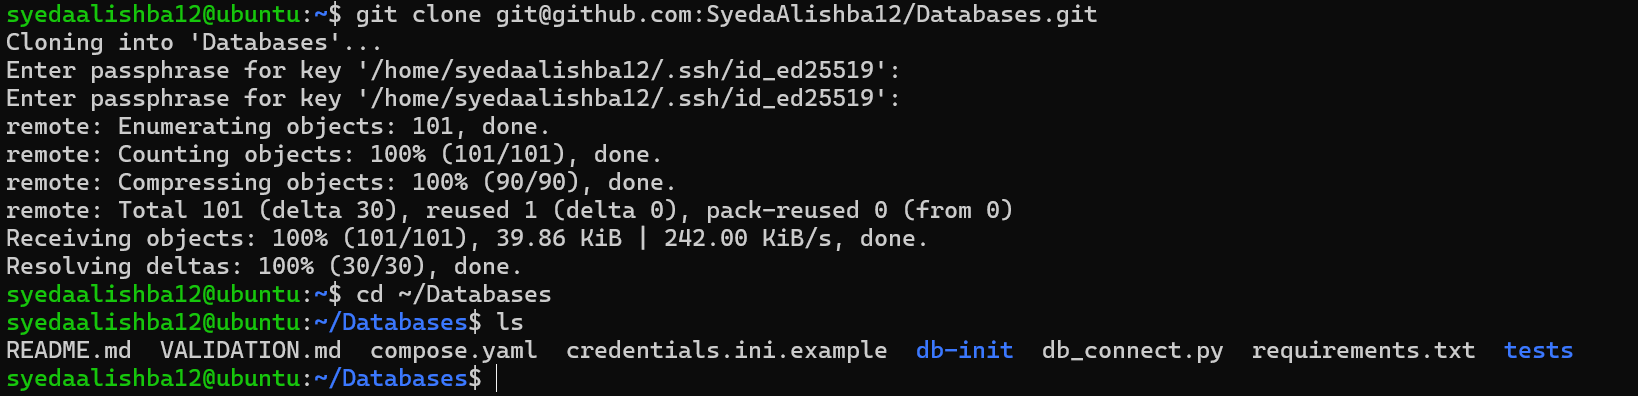 syedaalishba12@ubuntu:~$ git clone git@github.com:SyedaAlishba12/Databases.git
Cloning into 'Databases'...
Enter passphrase for key '/home/syedaalishba12/.ssh/id_ed25519':
Enter passphrase for key '/home/syedaalishba12/.ssh/id_ed25519':
remote: Enumerating objects: 101, done.
remote: Counting objects: 100% (101/101), done.
remote: Compressing objects: 100% (90/90), done.
remote: Total 101 (delta 30), reused 1 (delta 0), pack-reused 0 (from 0)
Receiving objects: 100% (101/101), 39.86 KiB | 242.00 KiB/s, done.
Resolving deltas: 100% (30/30), done.
syedaalishba12@ubuntu:~$ cd ~/Databases
syedaalishba12@ubuntu:~/Databases$ ls
README.md  VALIDATION.md  compose.yaml  credentials.ini.example  db-init  db_connect.py  requirements.txt  tests
syedaalishba12@ubuntu:~/Databases$